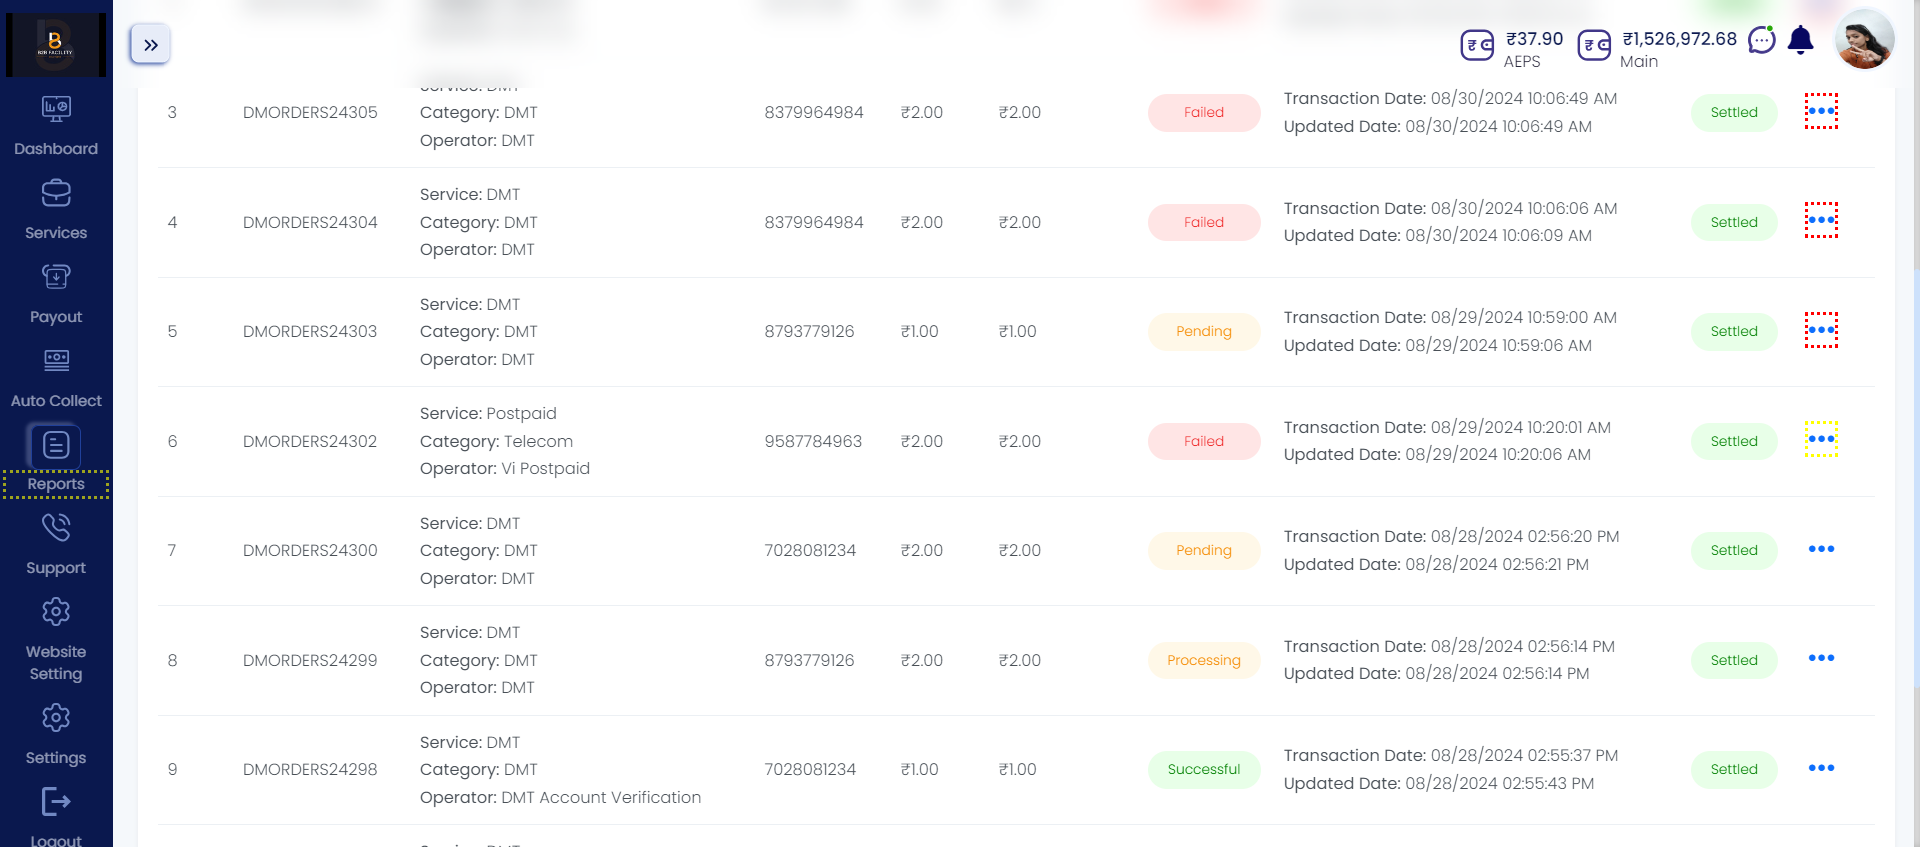 B2B FACILITY
₹37.90
AEPS
₹1,526,972.68
Main
Dashboard
Services
Payout
Auto Collect
Reports
Support
Website
Setting
Settings
Logout
3 DMORDERS24305 Category: DMT 8379964984 ₹2.00 ₹2.00 Failed Transaction Date: 08/30/2024 10:06:49 AM Settled
Operator: DMT Updated Date: 08/30/2024 10:06:49 AM
Service: DMT
4 DMORDERS24304 Category: DMT 8379964984 ₹2.00 ₹2.00 Failed Transaction Date: 08/30/2024 10:06:06 AM Settled
Operator: DMT Updated Date: 08/30/2024 10:06:09 AM
Service: DMT
5 DMORDERS24303 Category: DMT 8793779126 ₹1.00 ₹1.00 Pending Transaction Date: 08/29/2024 10:59:00 AM Settled
Operator: DMT Updated Date: 08/29/2024 10:59:06 AM
Service: Postpaid
6 DMORDERS24302 Category: Telecom 9587784963 ₹2.00 ₹2.00 Failed Transaction Date: 08/29/2024 10:20:01 AM Settled
Operator: Vi Postpaid Updated Date: 08/29/2024 10:20:06 AM
Service: DMT
7 DMORDERS24300 Category: DMT 7028081234 ₹2.00 ₹2.00 Pending Transaction Date: 08/28/2024 02:56:20 PM Settled
Operator: DMT Updated Date: 08/28/2024 02:56:21 PM
Service: DMT
8 DMORDERS24299 Category: DMT 8793779126 ₹2.00 ₹2.00 Processing Transaction Date: 08/28/2024 02:56:14 PM Settled
Operator: DMT Updated Date: 08/28/2024 02:56:14 PM
Service: DMT
9 DMORDERS24298 Category: DMT 7028081234 ₹1.00 ₹1.00 Successful Transaction Date: 08/28/2024 02:55:37 PM Settled
Operator: DMT Account Verification Updated Date: 08/28/2024 02:55:43 PM